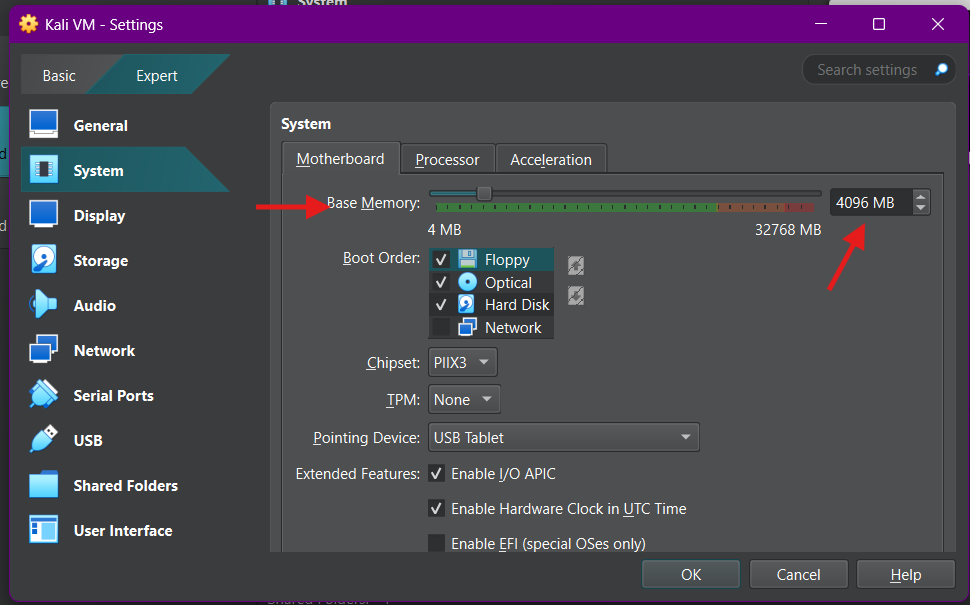 System
Kali VM - Settings
Basic
Expert
Search settings
General
System
Display
Storage
Audio
Network
Serial Ports
USB
Shared Folders
User Interface
System
Motherboard
Processor
Acceleration
Base Memory:
4096 MB
4 MB
32768 MB
Boot Order:
Floppy
Optical
Hard Disk
Network
Chipset:
PIIX3
TPM:
None
Pointing Device:
USB Tablet
Extended Features:
Enable I/O APIC
Enable Hardware Clock in UTC Time
Enable EFI (special OSes only)
OK
Cancel
Help
Shared Folders: